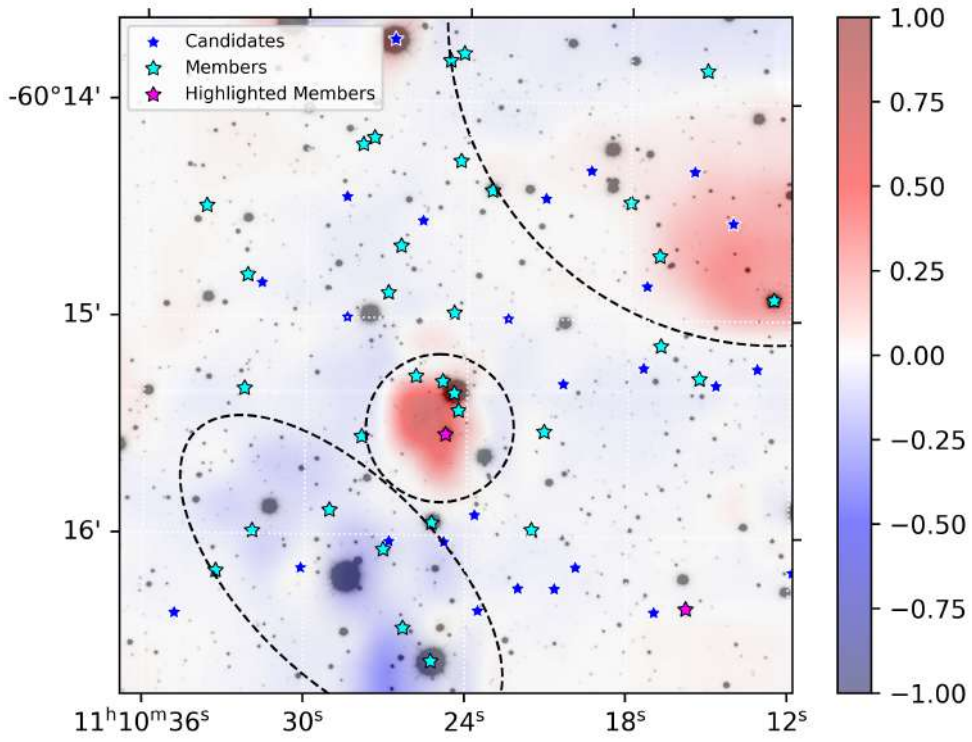 Candidates
Members
Highlighted Members
-60°14'
15'
16'
11ʰ10ᵐ36ˢ
30ˢ
24ˢ
18ˢ
12ˢ
1.00
0.75
0.50
0.25
0.00
−0.25
−0.50
−0.75
−1.00